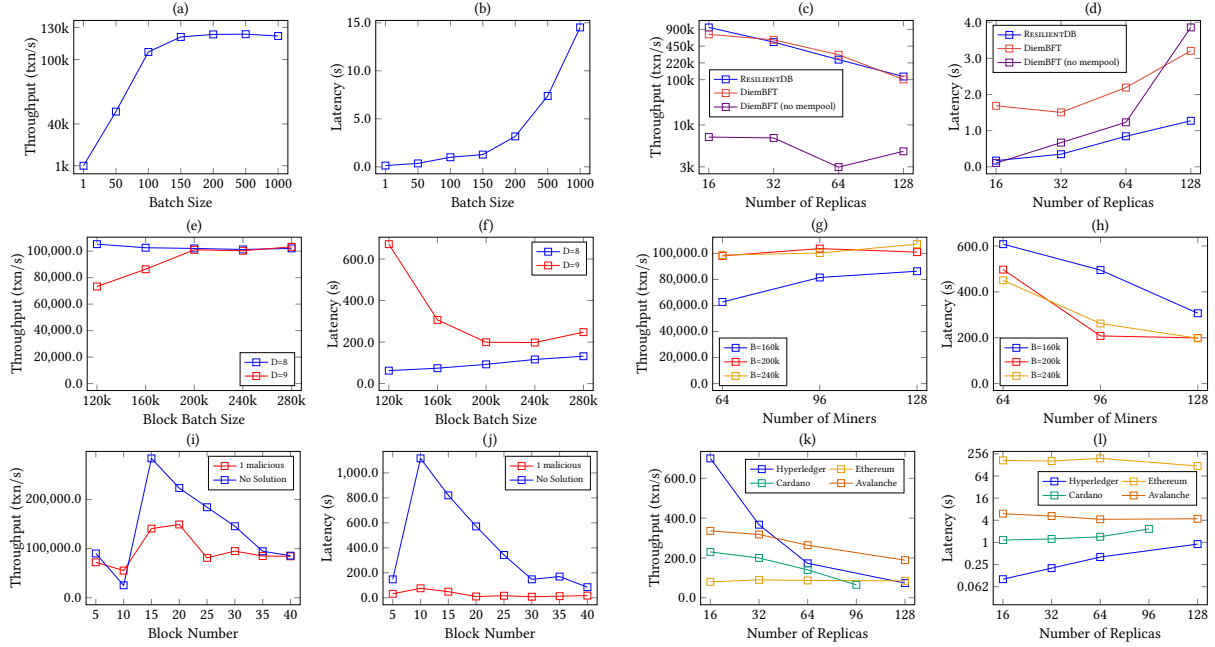 (a)
130k
100k
40k
1k
Throughput (txn/s)
1 50 100 150 200 500 1000
Batch Size
(b)
15.0
10.0
5.0
0.0
Latency (s)
1 50 100 150 200 500 1000
Batch Size
(c)
900k
450k
220k
100k
10k
3k
Throughput (txn/s)
ResilientDB
DiemBFT
DiemBFT (no mempool)
16 32 64 128
Number of Replicas
(d)
4.0
3.0
2.0
1.0
0.0
Latency (s)
ResilientDB
DiemBFT
DiemBFT (no mempool)
16 32 64 128
Number of Replicas
(e)
100,000.0
80,000.0
60,000.0
40,000.0
20,000.0
0.0
Throughput (txn/s)
D=8
D=9
120k 160k 200k 240k 280k
Block Batch Size
(f)
600.0
400.0
200.0
0.0
Latency (s)
D=8
D=9
120k 160k 200k 240k 280k
Block Batch Size
(g)
100,000.0
80,000.0
60,000.0
40,000.0
20,000.0
0.0
Throughput (txn/s)
B=160k
B=200k
B=240k
64 96 128
Number of Miners
(h)
600.0
400.0
200.0
0.0
Latency (s)
B=160k
B=200k
B=240k
64 96 128
Number of Miners
(i)
200,000.0
100,000.0
0.0
Throughput (txn/s)
1 malicious
No Solution
5 10 15 20 25 30 35 40
Block Number
(j)
1,000.0
800.0
600.0
400.0
200.0
0.0
Latency (s)
1 malicious
No Solution
5 10 15 20 25 30 35 40
Block Number
(k)
600.0
400.0
200.0
0.0
Throughput (txn/s)
Hyperledger Ethereum
Cardano Avalanche
16 32 64 96 128
Number of Replicas
(l)
256
64
16
4
1
0.25
0.062
Latency (s)
Hyperledger Ethereum
Cardano Avalanche
16 32 64 96 128
Number of Replicas